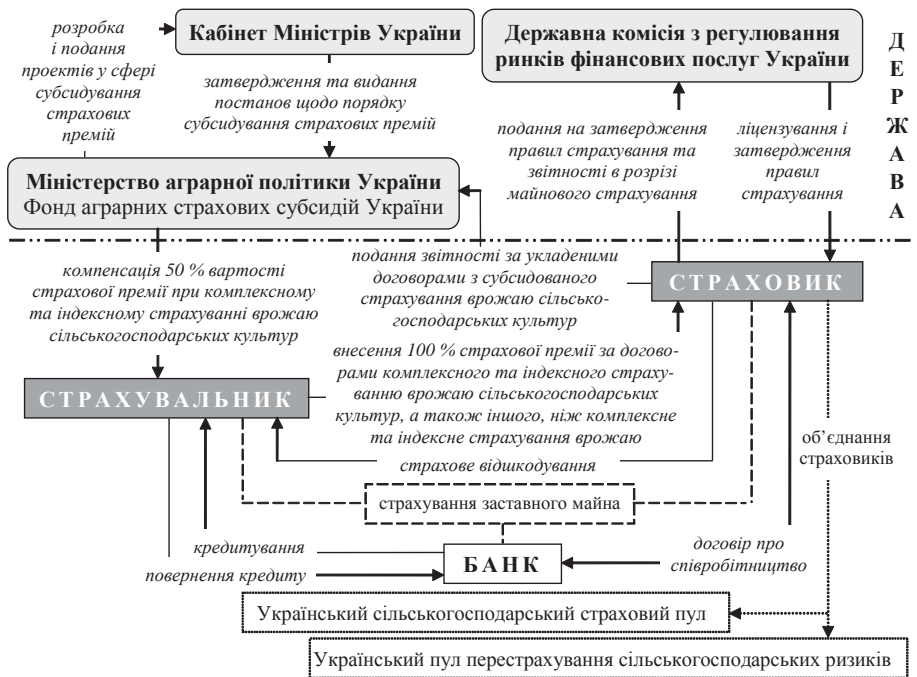 розробка
і подання
проектів у сфері
субсидування
страхових
премій
Кабінет Міністрів України
затвердження та видання
постанов щодо порядку
субсидування страхових премій
Державна комісія з регулювання
ринків фінансових послуг України
ДЕРЖАВА
подання на затвердження
правил страхування та
звітності в розрізі
майнового страхування
ліцензування і
затвердження
правил
страхування
Міністерство аграрної політики України
Фонд аграрних страхових субсидій України
компенсація 50 % вартості
страхової премії при комплексному
та індексному страхуванні врожаю
сільськогосподарських культур
подання звітності за укладеними
договорами з субсидованого
страхування врожаю сільсько-
господарських культур
СТРАХОВИК
СТРАХУВАЛЬНИК
внесення 100 % страхової премії за догово-
рами комплексного та індексного страху-
ванню врожаю сільськогосподарських
культур, а також іншого, ніж комплексне
та індексне страхування врожаю
страхове відшкодування
об’єднання
страховиків
страхування заставного майна
кредитування
повернення кредиту
БАНК
договір про
співробітництво
Український сільськогосподарський страховий пул
Український пул перестрахування сільськогосподарських ризиків